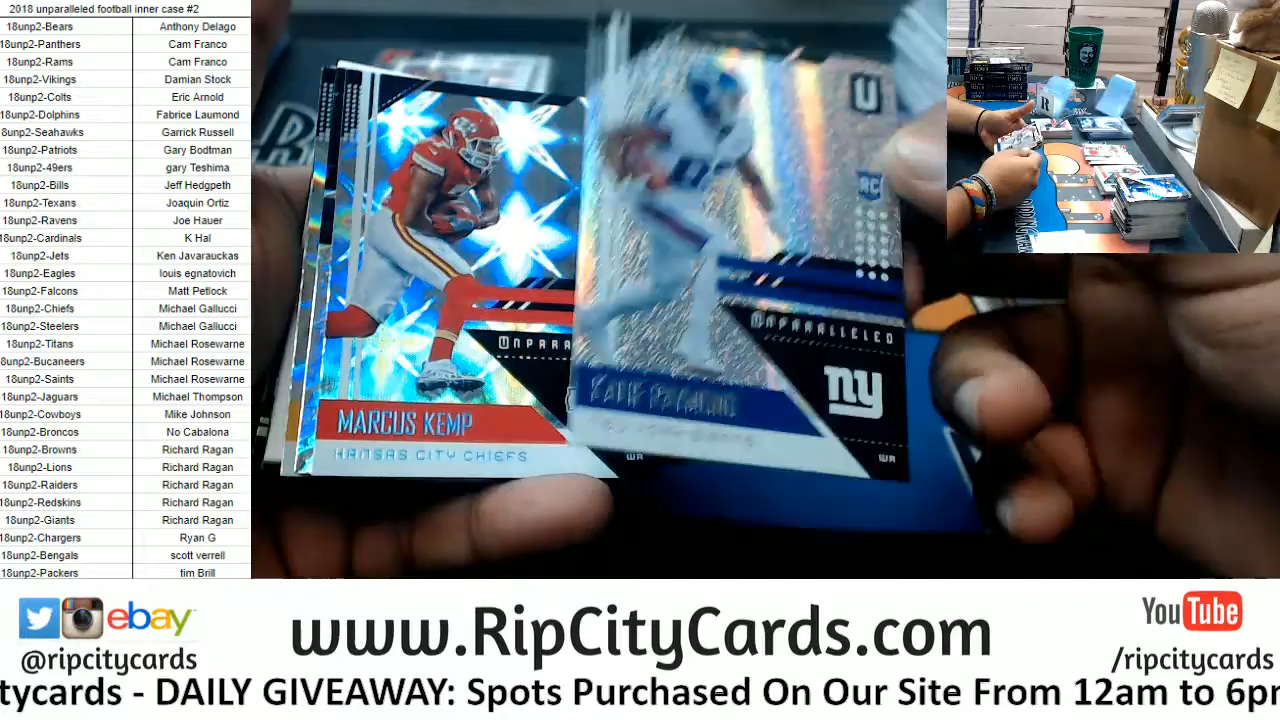 2018 unparalleled football inner case #2
18unp2-Bears Anthony Delago
18unp2-Panthers Cam Franco
18unp2-Rams Cam Franco
18unp2-Vikings Damian Stock
18unp2-Colts Eric Arnold
18unp2-Dolphins Fabrice Laumond
8unp2-Seahawks Garrick Russell
18unp2-Patriots Gary Bodtman
18unp2-49ers gary Teshima
18unp2-Bills Jeff Hedgpeth
18unp2-Texans Joaquin Ortiz
18unp2-Ravens Joe Hauer
18unp2-Cardinals K Hal
18unp2-Jets Ken Javarauckas
18unp2-Eagles louis egnatovich
18unp2-Falcons Matt Petlock
18unp2-Chiefs Michael Gallucci
18unp2-Steelers Michael Gallucci
18unp2-Titans Michael Rosewarne
8unp2-Bucaneers Michael Rosewarne
18unp2-Saints Michael Rosewarne
18unp2-Jaguars Michael Thompson
18unp2-Cowboys Mike Johnson
18unp2-Broncos No Cabalona
18unp2-Browns Richard Ragan
18unp2-Lions Richard Ragan
18unp2-Raiders Richard Ragan
18unp2-Redskins Richard Ragan
18unp2-Giants Richard Ragan
18unp2-Chargers Ryan G
18unp2-Bengals scott verrell
18unp2-Packers tim Brill
R
UNPARA
MARCUS KEMP
KANSAS CITY CHIEFS
WR
U
RC
UNPARALLELED
ny
WR
ebay
@ripcitycards
www.RipCityCards.com
YouTube
/ripcitycards
tycards - DAILY GIVEAWAY: Spots Purchased On Our Site From 12am to 6pm